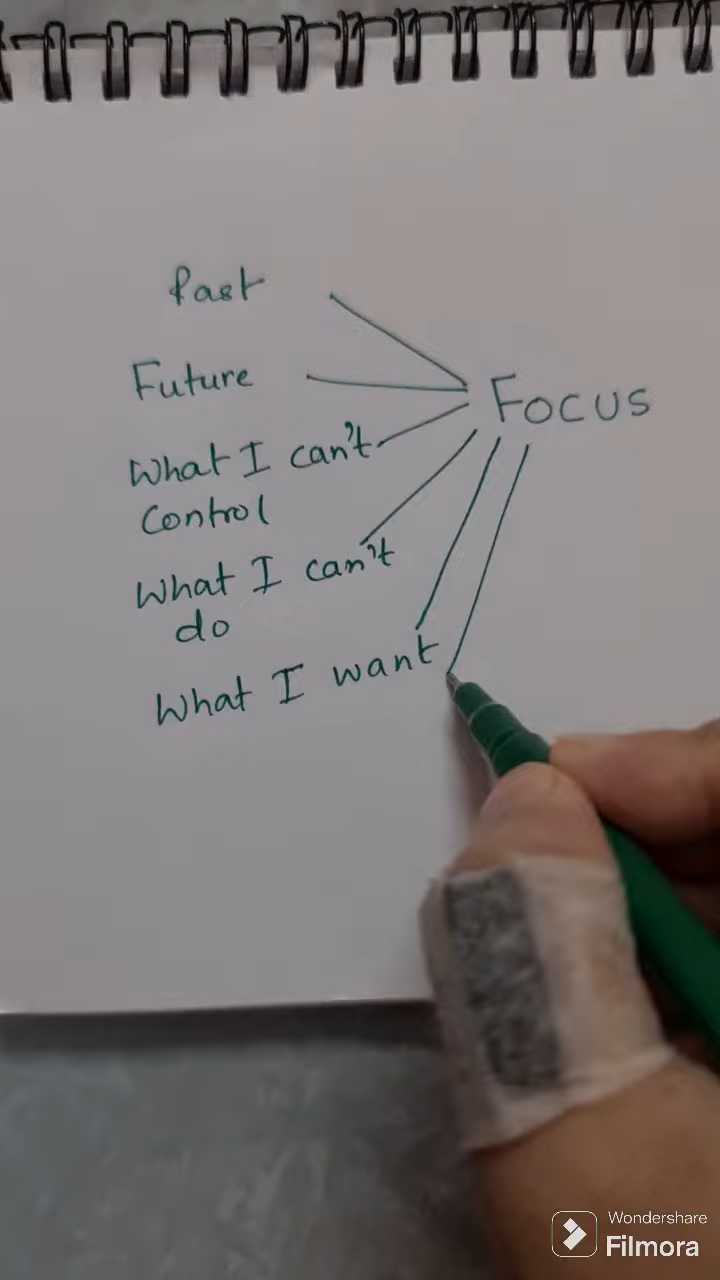 Past
Future
FOCUS
What I can't
control
What I can't
do
What I want
Wondershare
Filmora